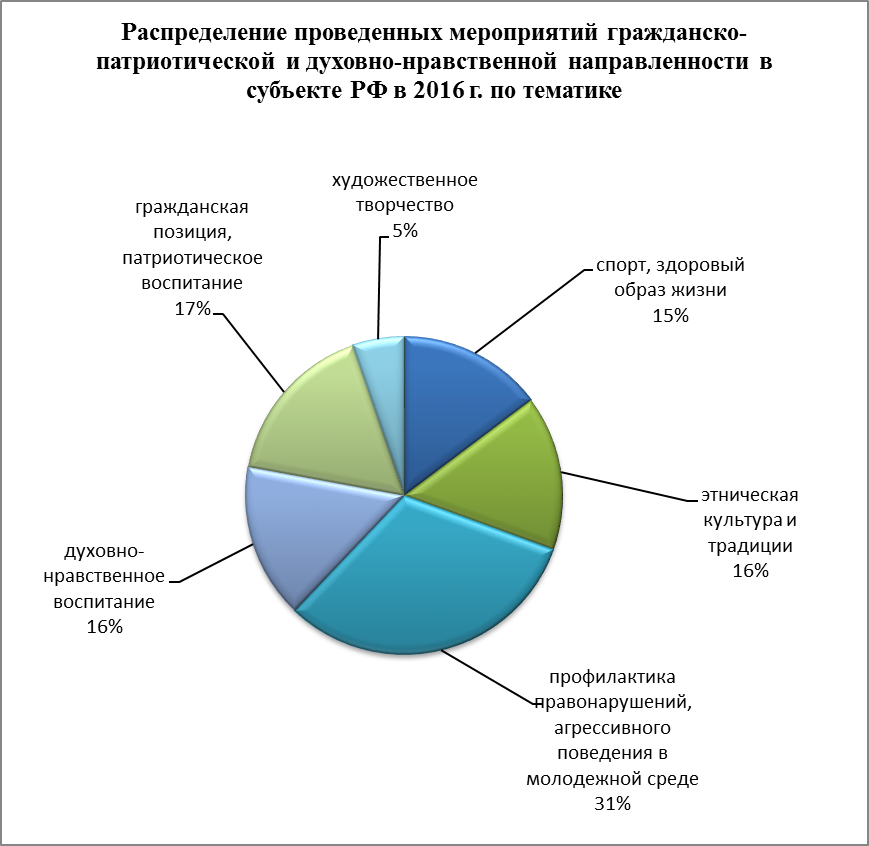 Распределение проведенных мероприятий гражданско-
патриотической и духовно-нравственной направленности в
субъекте РФ в 2016 г. по тематике
художественное
творчество
5%
гражданская
позиция,
патриотическое
воспитание
17%
спорт, здоровый
образ жизни
15%
этническая
культура и
традиции
16%
духовно-
нравственное
воспитание
16%
профилактика
правонарушений,
агрессивного
поведения в
молодежной среде
31%